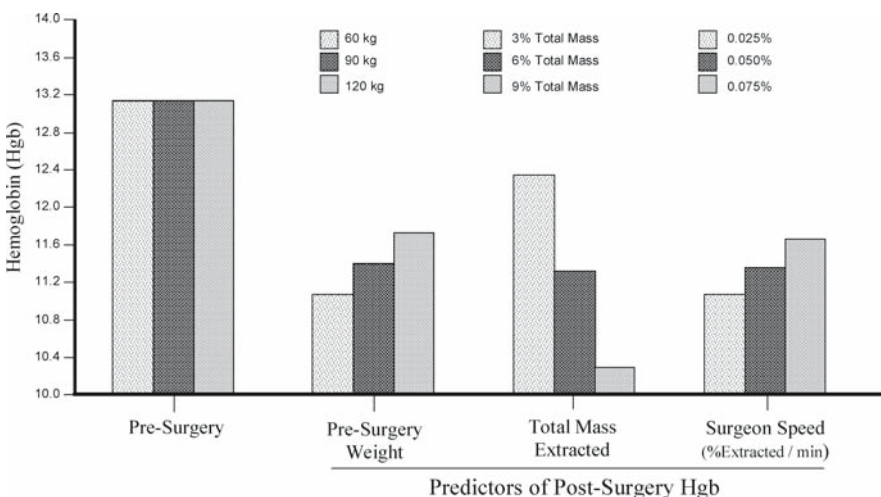 14.0
13.6
13.2
12.8
12.4
12.0
11.6
11.2
10.8
10.4
10.0
Hemoglobin (Hgb)
60 kg
90 kg
120 kg
3% Total Mass
6% Total Mass
9% Total Mass
0.025%
0.050%
0.075%
Pre-Surgery
Pre-Surgery
Weight
Total Mass
Extracted
Surgeon Speed
(%Extracted / min)
Predictors of Post-Surgery Hgb